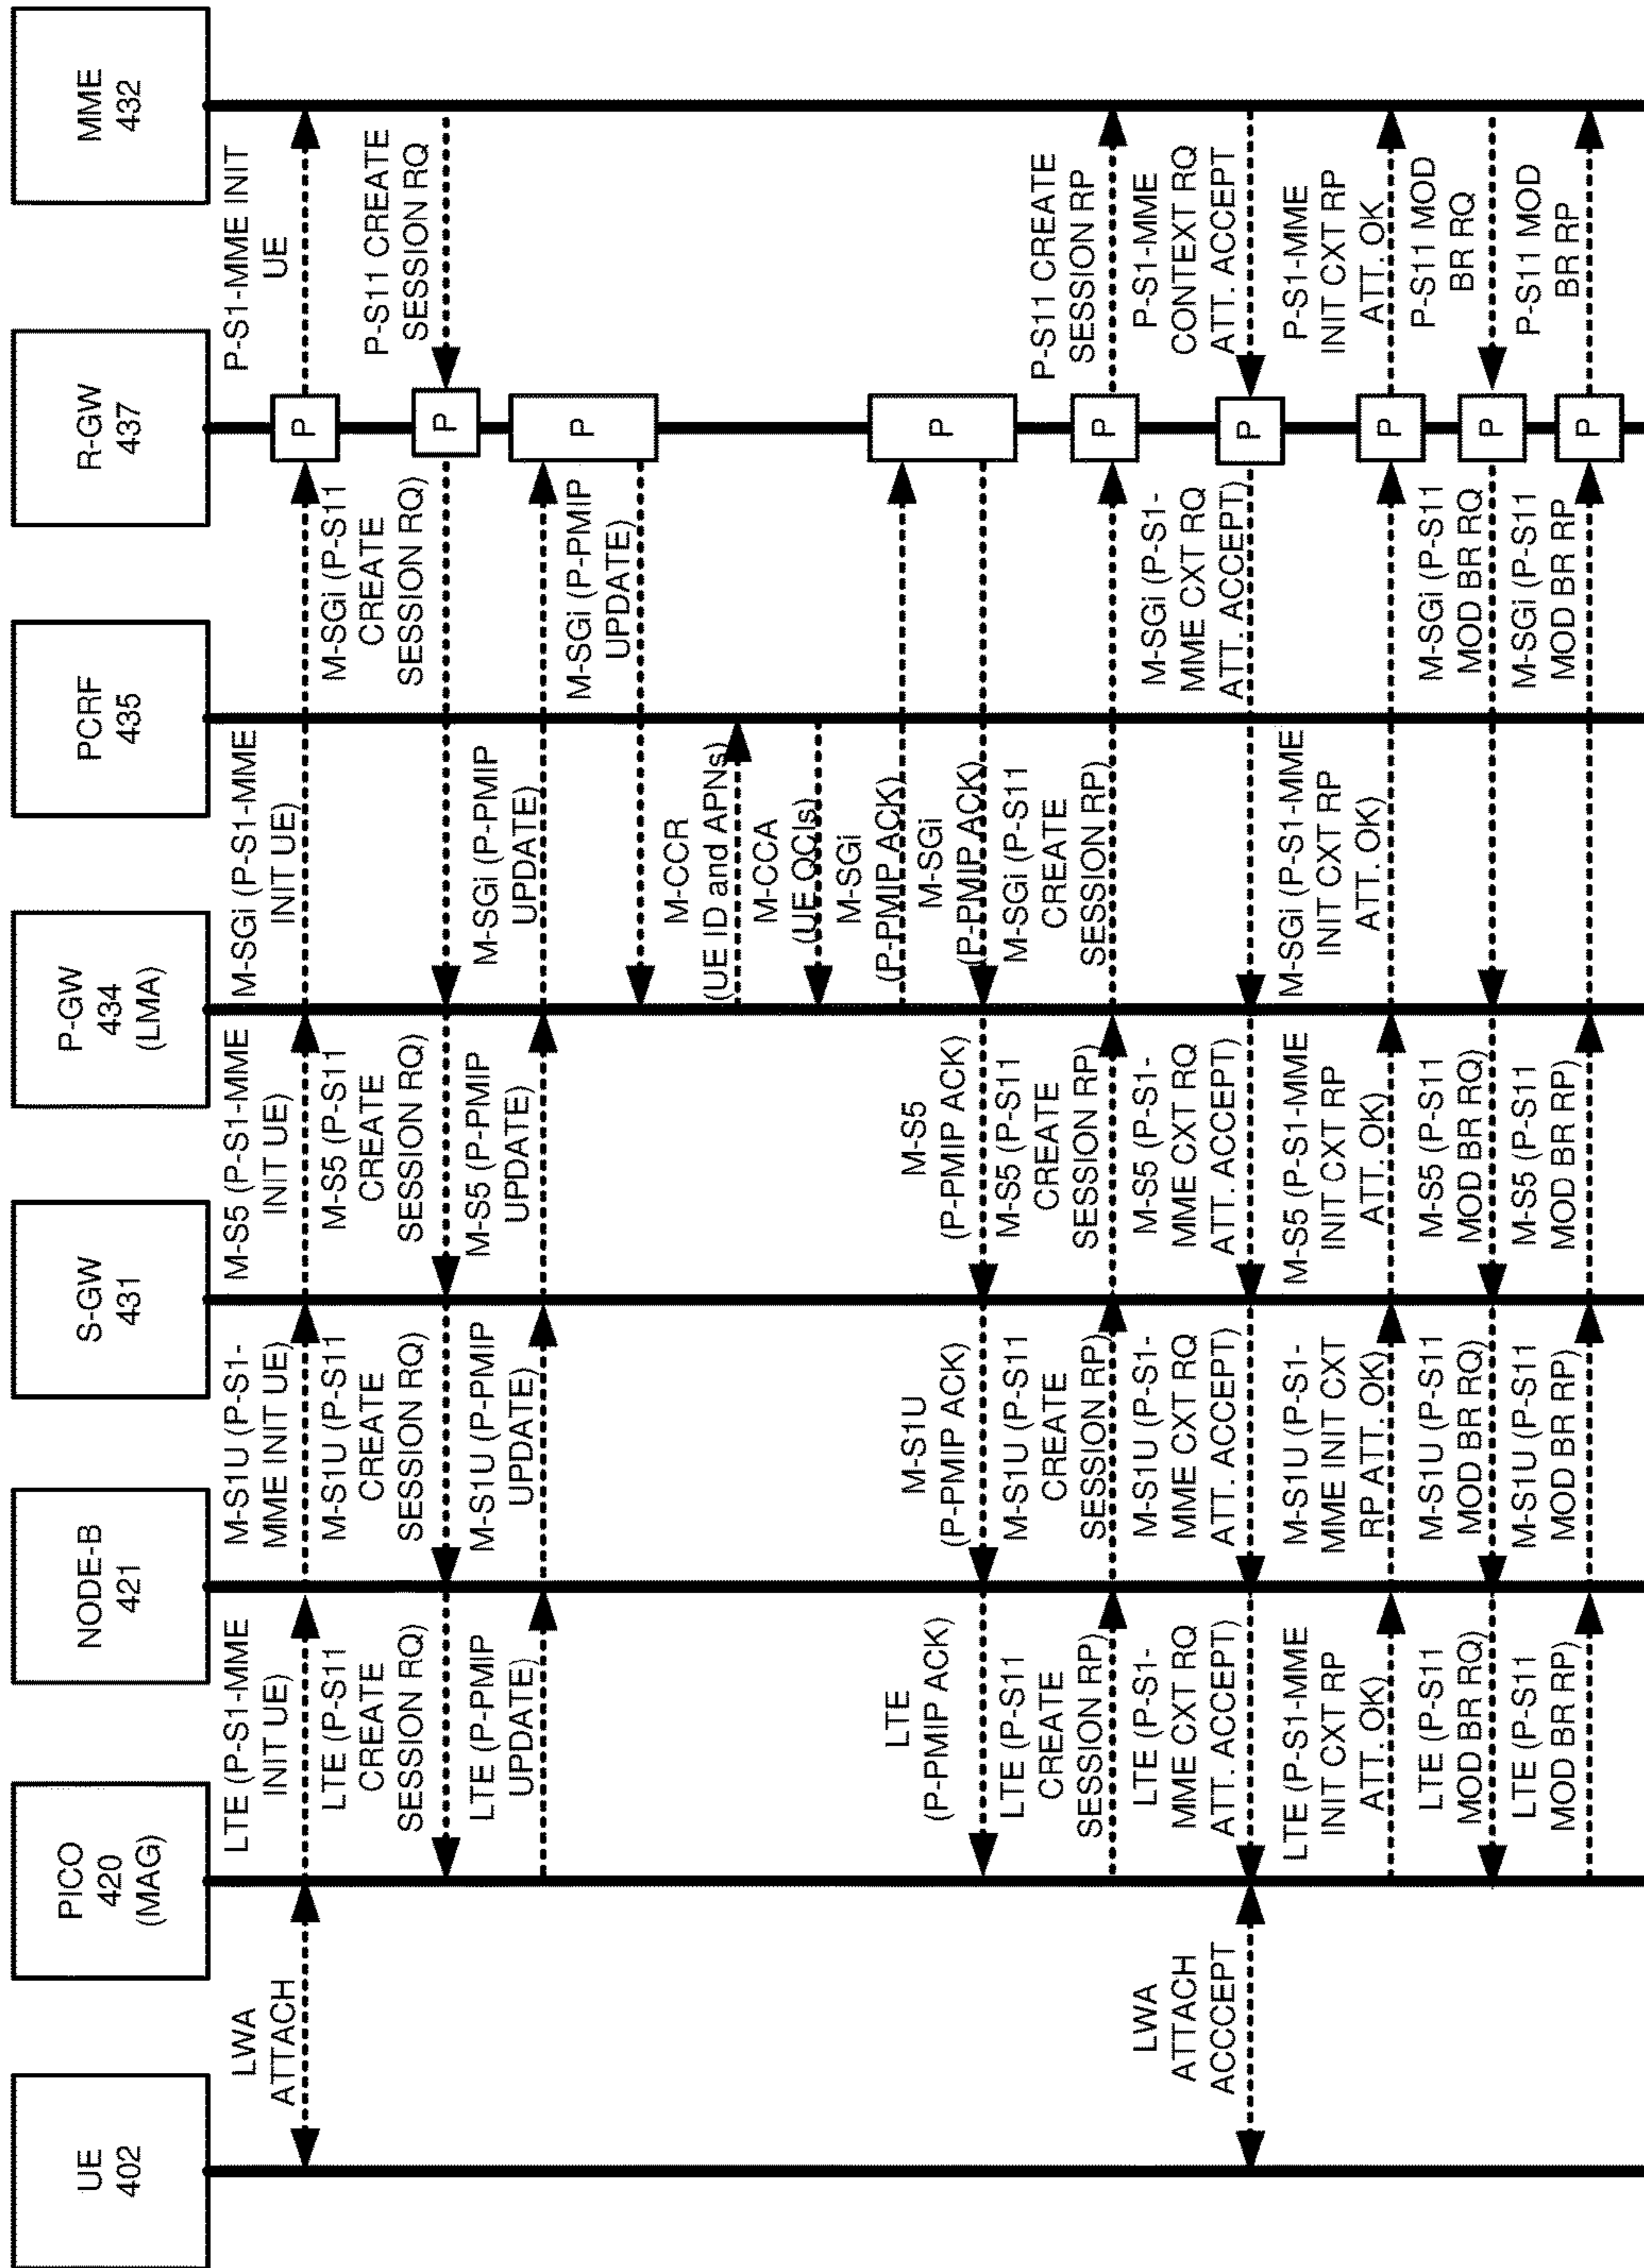 UE
402
PICO
420
(MAG)
NODE-B
421
S-GW
431
P-GW
434
(LMA)
PCRF
435
R-GW
437
MME
432
LWA
ATTACH
LTE (P-S1-MME
INIT UE)
M-S1U (P-S1-
MME INIT UE)
M-S5 (P-S1-MME
INIT UE)
M-SGi (P-S1-MME
INIT UE)
P-S1-MME INIT
UE
LTE (P-S11
CREATE
SESSION RQ)
M-S1U (P-S11
CREATE
SESSION RQ)
M-S5 (P-S11
CREATE
SESSION RQ)
M-SGi (P-S11
CREATE
SESSION RQ)
P-S11 CREATE
SESSION RQ
LTE (P-PMIP
UPDATE)
M-S1U (P-PMIP
UPDATE)
M-S5 (P-PMIP
UPDATE)
M-SGi (P-PMIP
UPDATE)
M-SGi (P-PMIP
UPDATE)
M-CCR
(UE ID and APNs)
M-CCA
(UE QCIs)
M-SGi
(P-PMIP ACK)
LTE
(P-PMIP ACK)
M-S1U
(P-PMIP ACK)
M-S5
(P-PMIP ACK)
M-SGi
(P-PMIP ACK)
LTE (P-S11
CREATE
SESSION RP)
M-S1U (P-S11
CREATE
SESSION RP)
M-S5 (P-S11
CREATE
SESSION RP)
M-SGi (P-S11
CREATE
SESSION RP)
P-S11 CREATE
SESSION RP
LWA
ATTACH
ACCCEPT
LTE (P-S1-
MME CXT RQ
ATT. ACCEPT)
M-S1U (P-S1-
MME CXT RQ
ATT. ACCEPT)
M-S5 (P-S1-
MME CXT RQ
ATT. ACCEPT)
M-SGi (P-S1-
MME CXT RQ
ATT. ACCEPT)
P-S1-MME
CONTEXT RQ
ATT. ACCEPT
LTE (P-S1-MME
INIT CXT RP
ATT. OK)
M-S1U (P-S1-
MME INIT CXT
RP ATT. OK)
M-S5 (P-S1-MME
INIT CXT RP
ATT. OK)
M-SGi (P-S1-MME
INIT CXT RP
ATT. OK)
P-S1-MME
INIT CXT RP
ATT. OK
LTE (P-S11
MOD BR RQ)
M-S1U (P-S11
MOD BR RQ)
M-S5 (P-S11
MOD BR RQ)
M-SGi (P-S11
MOD BR RQ
P-S11 MOD
BR RQ
LTE (P-S11
MOD BR RP)
M-S1U (P-S11
MOD BR RP)
M-S5 (P-S11
MOD BR RP)
M-SGi (P-S11
MOD BR RP
P-S11 MOD
BR RP
P
P
P
P
P
P
P
P
P